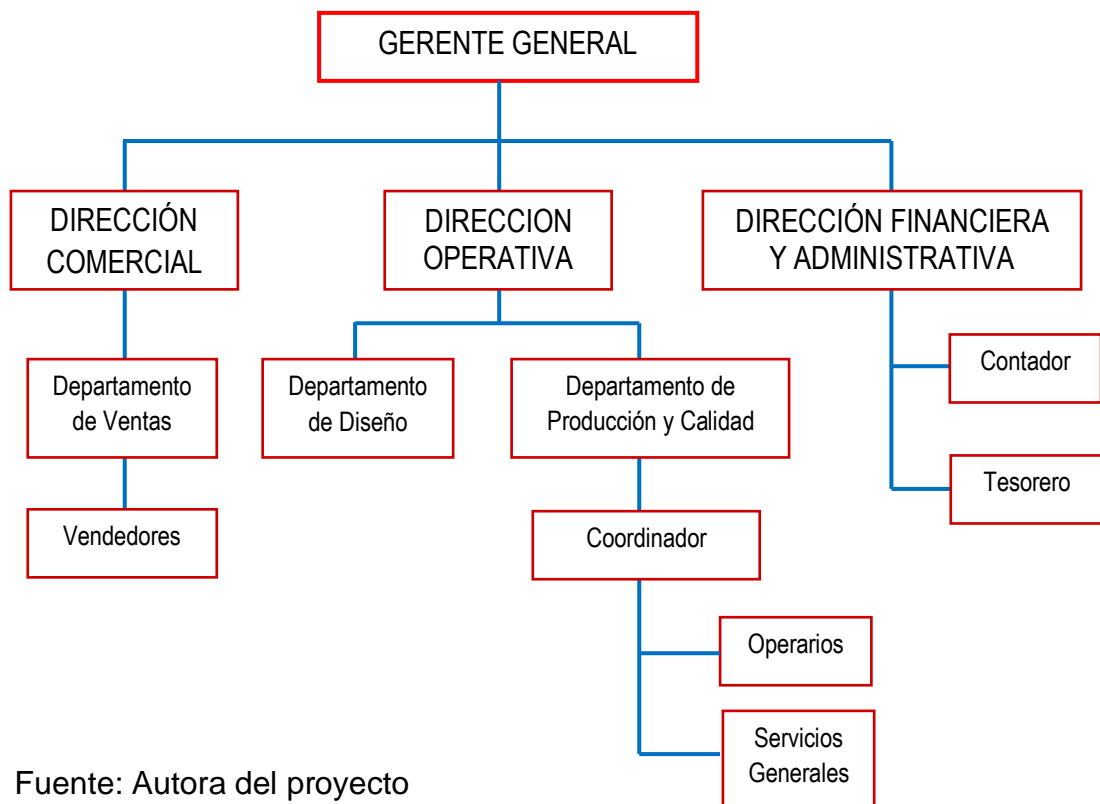 GERENTE GENERAL
DIRECCIÓN
COMERCIAL
DIRECCION
OPERATIVA
DIRECCIÓN FINANCIERA
Y ADMINISTRATIVA
Departamento
de Ventas
Departamento
de Diseño
Departamento de
Producción y Calidad
Contador
Tesorero
Vendedores
Coordinador
Operarios
Servicios
Generales
Fuente: Autora del proyecto